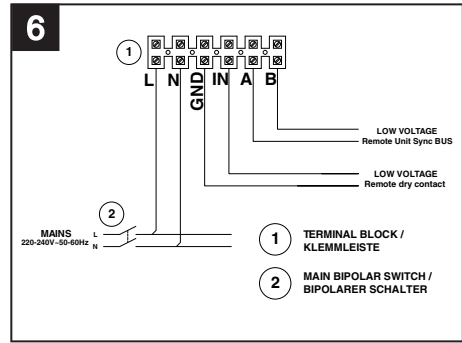 6
1
L N GND IN A B
LOW VOLTAGE
Remote Unit Sync BUS
LOW VOLTAGE
Remote dry contact
2
MAINS
220-240V~50-60Hz
L
N
1 TERMINAL BLOCK /
KLEMMLEISTE
2 MAIN BIPOLAR SWITCH /
BIPOLARER SCHALTER